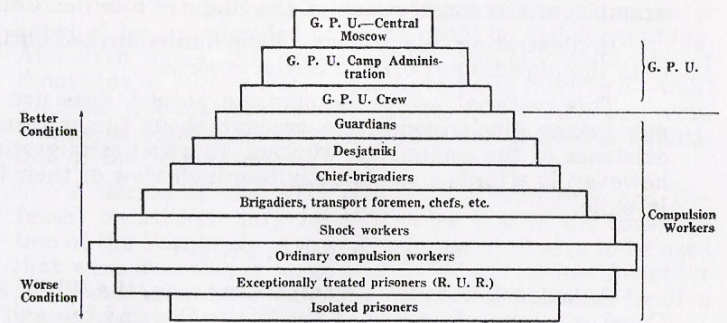 G. P. U.—Central
Moscow
G. P. U. Camp Adminis-
tration
G. P. U. Crew
G. P. U.
Better
Condition
Guardians
Desjatnik
Chief-brigadiers
Brigadiers, transport foremen, chefs, etc.
Shock workers
Compulsion
Workers
Ordinary compulsion workers
Worse
Condition
Exceptionally treated prisoners (R. U. R.)
Isolated prisoners